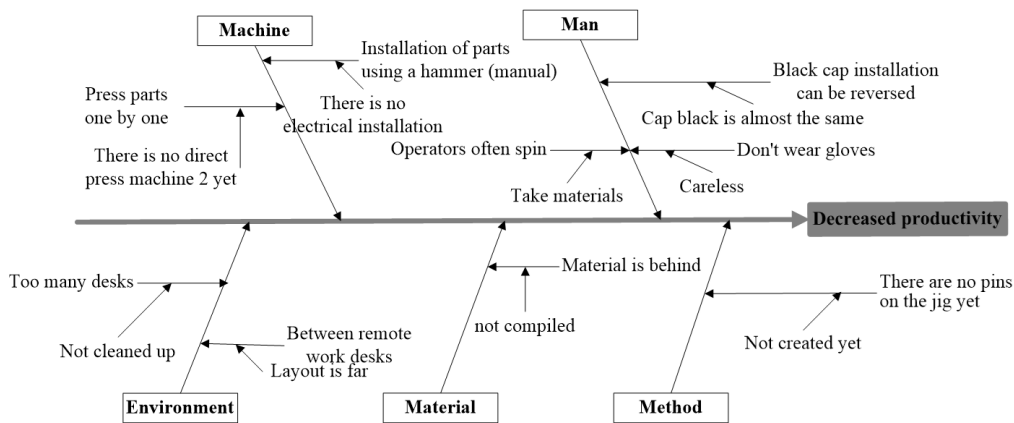 Machine
Man
Installation of parts
using a hammer (manual)
Black cap installation
can be reversed
Press parts
one by one
There is no
electrical installation
Cap black is almost the same
There is no direct
press machine 2 yet
Operators often spin
Don't wear gloves
Take materials
Careless
Decreased productivity
Too many desks
Material is behind
There are no pins
on the jig yet
Not cleaned up
Between remote
work desks
Layout is far
not compiled
Not created yet
Environment
Material
Method